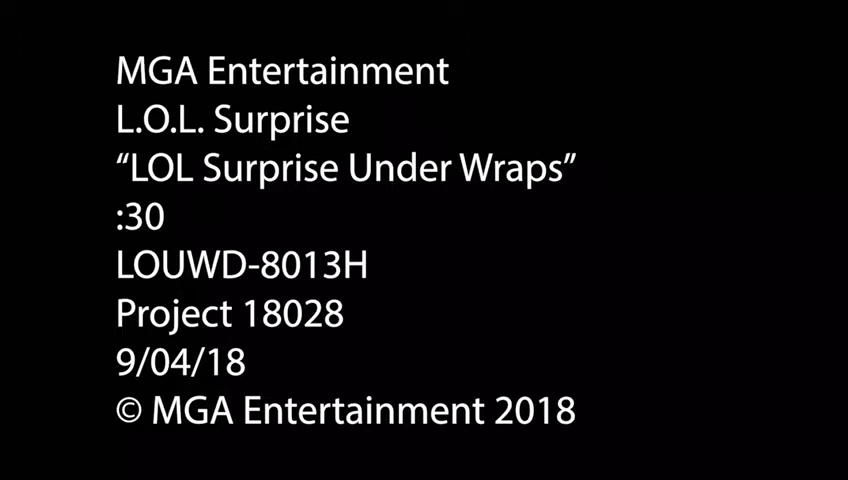 MGA Entertainment
L.O.L. Surprise
“LOL Surprise Under Wraps”
:30
LOUWD-8013H
Project 18028
9/04/18
© MGA Entertainment 2018